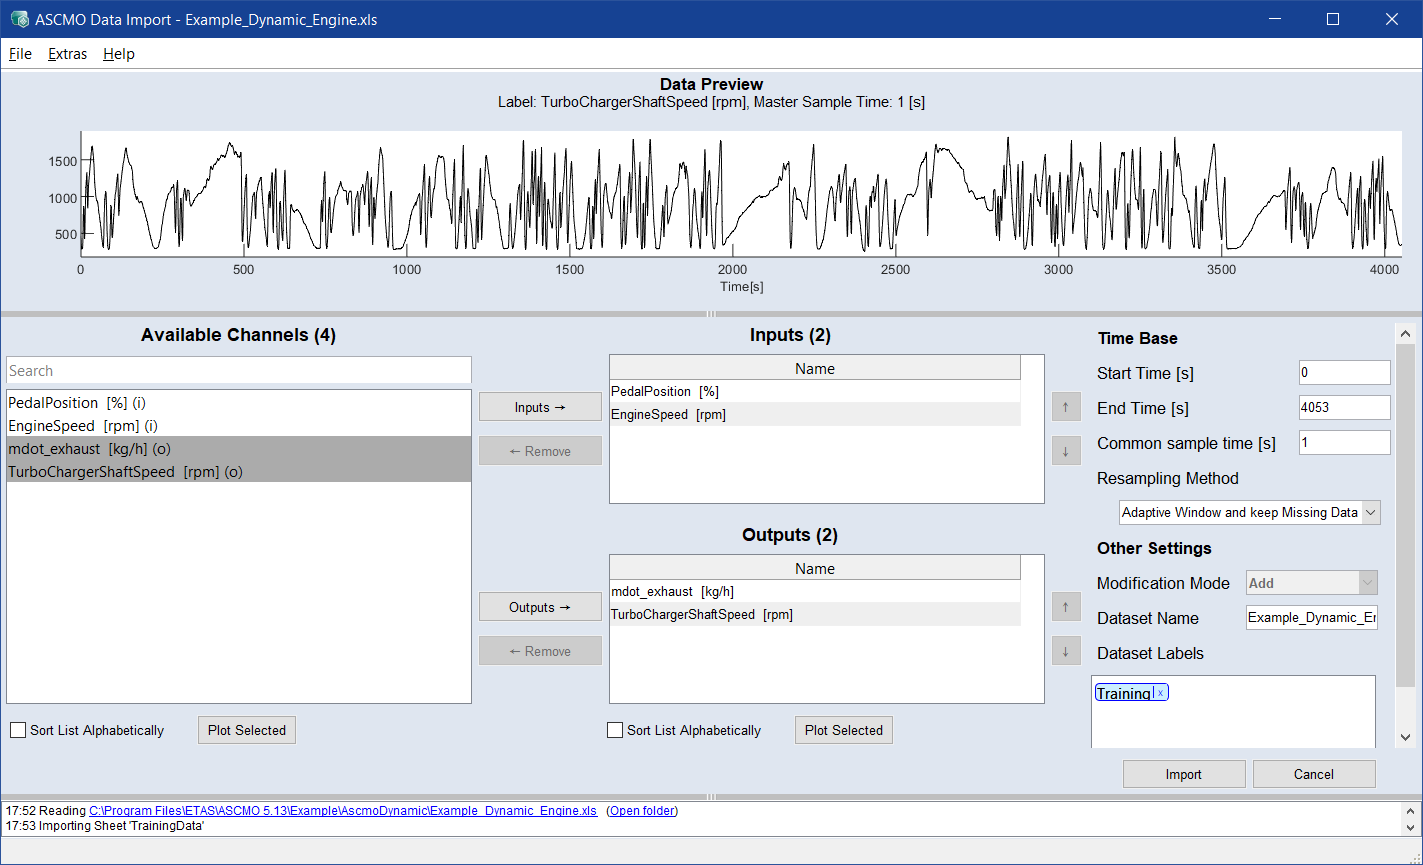 ASCMO Data Import - Example_Dynamic_Engine.xls
File Extras Help
Data Preview
Label: TurboChargerShaftSpeed [rpm], Master Sample Time: 1 [s]
1500
1000
500
0 500 1000 1500 2000 2500 3000 3500 4000
Time[s]
Available Channels (4)
Search
PedalPosition [%] (i)
EngineSpeed [rpm] (i)
mdot_exhaust [kg/h] (o)
TurboChargerShaftSpeed [rpm] (o)
Sort List Alphabetically
Plot Selected
Inputs →
← Remove
Outputs →
← Remove
Inputs (2)
Name
PedalPosition [%]
EngineSpeed [rpm]
↑
↓
Outputs (2)
Name
mdot_exhaust [kg/h]
TurboChargerShaftSpeed [rpm]
↑
↓
Sort List Alphabetically
Plot Selected
Time Base
Start Time [s] 0
End Time [s] 4053
Common sample time [s] 1
Resampling Method
Adaptive Window and keep Missing Data
Other Settings
Modification Mode Add
Dataset Name Example_Dynamic_Er
Dataset Labels
Training x
Import Cancel
17:52 Reading C:\Program Files\ETAS\ASCMO 5.13\Example\AscmoDynamic\Example_Dynamic_Engine.xls (Open folder)
17:53 Importing Sheet 'TrainingData'